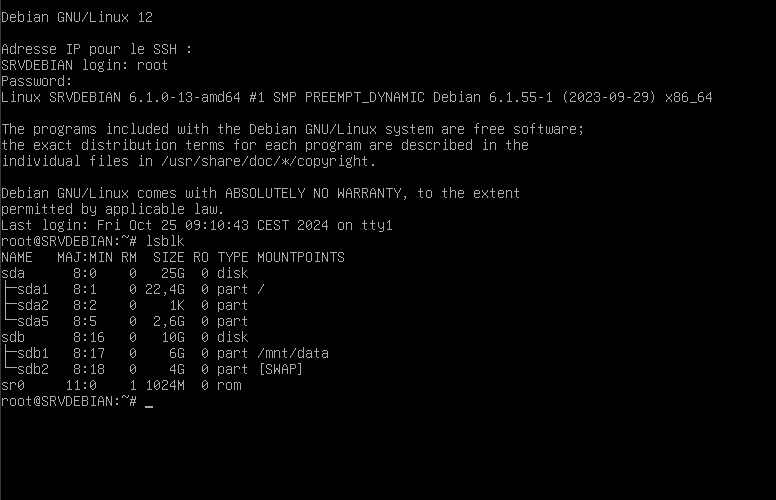 Debian GNU/Linux 12
Adresse IP pour le SSH :
SRVDEBIAN login: root
Password:
Linux SRVDEBIAN 6.1.0-13-amd64 #1 SMP PREEMPT_DYNAMIC Debian 6.1.55-1 (2023-09-29) x86_64
The programs included with the Debian GNU/Linux system are free software;
the exact distribution terms for each program are described in the
individual files in /usr/share/doc/*/copyright.
Debian GNU/Linux comes with ABSOLUTELY NO WARRANTY, to the extent
permitted by applicable law.
Last login: Fri Oct 25 09:10:43 CEST 2024 on tty1
root@SRVDEBIAN:~# lsblk
NAME   MAJ:MIN RM  SIZE RO TYPE MOUNTPOINTS
sda      8:0    0   25G  0 disk
├─sda1   8:1    0 22,4G  0 part /
├─sda2   8:2    0    1K  0 part
└─sda5   8:5    0  2,6G  0 part
sdb      8:16   0   10G  0 disk
├─sdb1   8:17   0    6G  0 part /mnt/data
└─sdb2   8:18   0    4G  0 part [SWAP]
sr0     11:0    1 1024M  0 rom
root@SRVDEBIAN:~# _